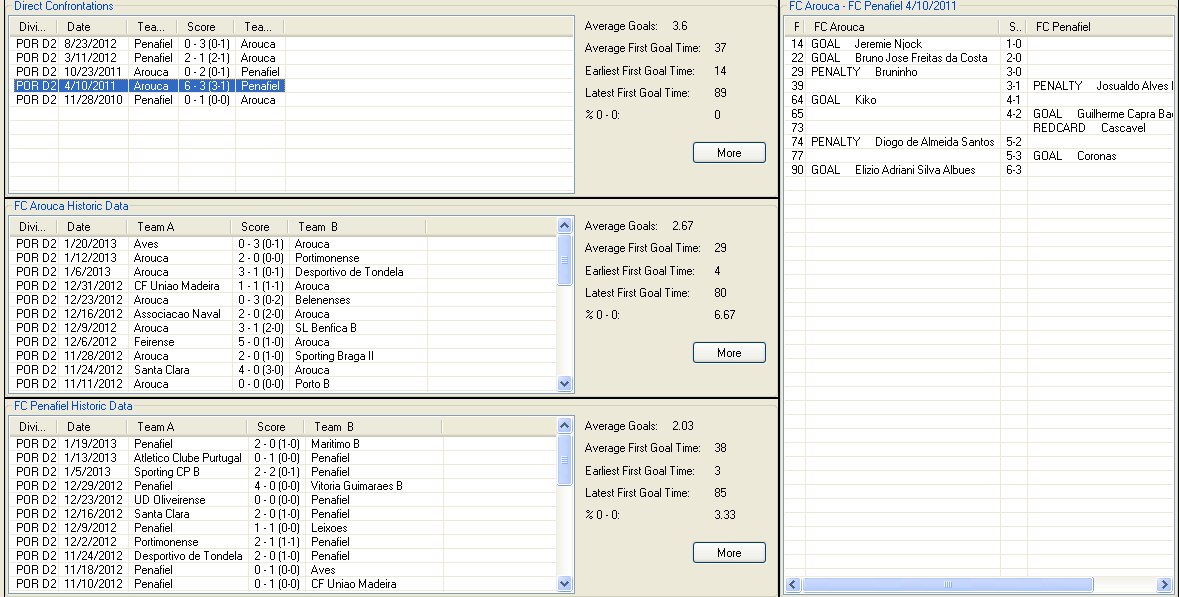 Direct Confrontations
Divi... Date Tea... Score Tea...
POR D2 8/23/2012 Penafiel 0 - 3 (0-1) Arouca
POR D2 3/11/2012 Penafiel 2 - 1 (2-1) Arouca
POR D2 10/23/2011 Arouca 0 - 2 (0-1) Penafiel
POR D2 4/10/2011 Arouca 6 - 3 (3-1) Penafiel
POR D2 11/28/2010 Penafiel 0 - 1 (0-0) Arouca
Average Goals: 3.6
Average First Goal Time: 37
Earliest First Goal Time: 14
Latest First Goal Time: 89
% 0 - 0: 0
More
FC Arouca Historic Data
Divi... Date Team A Score Team B
POR D2 1/20/2013 Aves 0 - 3 (0-1) Arouca
POR D2 1/12/2013 Arouca 2 - 0 (0-0) Portimonense
POR D2 1/6/2013 Arouca 3 - 1 (0-1) Desportivo de Tondela
POR D2 12/31/2012 CF Uniao Madeira 1 - 1 (1-1) Arouca
POR D2 12/23/2012 Arouca 0 - 3 (0-2) Belenenses
POR D2 12/16/2012 Associacao Naval 2 - 0 (2-0) Arouca
POR D2 12/9/2012 Arouca 3 - 1 (2-0) SL Benfica B
POR D2 12/6/2012 Feirense 5 - 0 (1-0) Arouca
POR D2 11/28/2012 Arouca 2 - 0 (1-0) Sporting Braga II
POR D2 11/24/2012 Santa Clara 4 - 0 (3-0) Arouca
POR D2 11/11/2012 Arouca 0 - 0 (0-0) Porto B
Average Goals: 2.67
Average First Goal Time: 29
Earliest First Goal Time: 4
Latest First Goal Time: 80
% 0 - 0: 6.67
More
FC Penafiel Historic Data
Divi... Date Team A Score Team B
POR D2 1/19/2013 Penafiel 2 - 0 (1-0) Maritimo B
POR D2 1/13/2013 Atletico Clube Purtugal 0 - 1 (0-0) Penafiel
POR D2 1/5/2013 Sporting CP B 2 - 2 (0-1) Penafiel
POR D2 12/29/2012 Penafiel 4 - 0 (0-0) Vitoria Guimaraes B
POR D2 12/23/2012 UD Oliveirense 0 - 0 (0-0) Penafiel
POR D2 12/16/2012 Santa Clara 2 - 0 (1-0) Penafiel
POR D2 12/9/2012 Penafiel 1 - 1 (0-0) Leixoes
POR D2 12/2/2012 Portimonense 2 - 1 (1-1) Penafiel
POR D2 11/24/2012 Desportivo de Tondela 2 - 0 (1-0) Penafiel
POR D2 11/18/2012 Penafiel 0 - 1 (0-0) Aves
POR D2 11/10/2012 Penafiel 0 - 1 (0-0) CF Uniao Madeira
Average Goals: 2.03
Average First Goal Time: 38
Earliest First Goal Time: 3
Latest First Goal Time: 85
% 0 - 0: 3.33
More
FC Arouca - FC Penafiel 4/10/2011
F FC Arouca S.. FC Penafiel
14 GOAL Jeremie Njock 1-0
22 GOAL Bruno Jose Freitas da Costa 2-0
29 PENALTY Bruninho 3-0
39 3-1 PENALTY Josualdo Alves
64 GOAL Kiko 4-1
65 4-2 GOAL Guilherme Capra Ba
73 REDCARD Cascavel
74 PENALTY Diogo de Almeida Santos 5-2
77 5-3 GOAL Coronas
90 GOAL Elizio Adriani Silva Albues 6-3